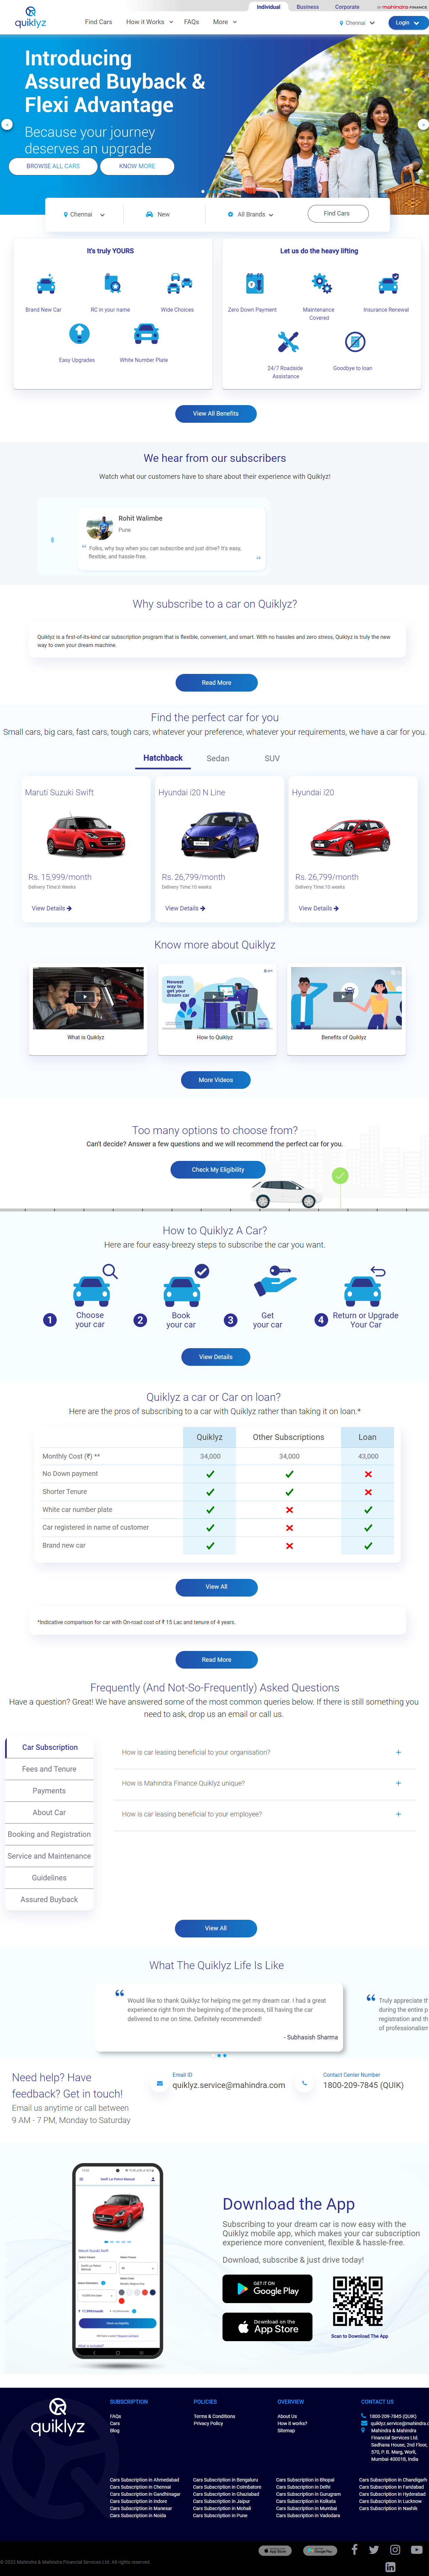 Individual Business Corporate mahindra FINANCE
quiklyz
Find Cars How it Works FAQs More Chennai Login
Introducing
Assured Buyback &
Flexi Advantage
Because your journey
deserves an upgrade
BROWSE ALL CARS KNOW MORE
Chennai New All Brands Find Cars
It's truly YOURS
Brand New Car RC in your name Wide Choices
Easy Upgrades White Number Plate
Let us do the heavy lifting
Zero Down Payment Maintenance Covered Insurance Renewal
24/7 Roadside Assistance Goodbye to loan
View All Benefits
We hear from our subscribers
Watch what our customers have to share about their experience with Quiklyz!
Rohit Walimbe
Pune
Folks, why buy when you can subscribe and just drive? It's easy,
flexible, and hassle-free.
Why subscribe to a car on Quiklyz?
Quiklyz is a first-of-its-kind car subscription program that is flexible, convenient, and smart. With no hassles and zero stress, Quiklyz is truly the new
way to own your dream machine.
Read More
Find the perfect car for you
Small cars, big cars, fast cars, tough cars, whatever your preference, whatever your requirements, we have a car for you.
Hatchback Sedan SUV
Maruti Suzuki Swift Hyundai i20 N Line Hyundai i20
Rs. 15,999/month Rs. 26,799/month Rs. 26,799/month
Delivery Time:6 Weeks Delivery Time:10 weeks Delivery Time:10 weeks
View Details View Details View Details
Know more about Quiklyz
Newest
way to get your
dream car
What is Quiklyz How to Quiklyz Benefits of Quiklyz
More Videos
Too many options to choose from?
Can't decide? Answer a few questions and we will recommend the perfect car for you.
Check My Eligibility
How to Quiklyz A Car?
Here are four easy-breezy steps to subscribe the car you want.
1 Choose your car 2 Book your car 3 Get your car 4 Return or Upgrade Your Car
View Details
Quiklyz a car or Car on loan?
Here are the pros of subscribing to a car with Quiklyz rather than taking it on loan.*
Quiklyz Other Subscriptions Loan
Monthly Cost (₹) ** 34,000 34,000 43,000
No Down payment
Shorter Tenure
White car number plate
Car registered in name of customer
Brand new car
View All
*Indicative comparison for car with On-road cost of ₹ 15 Lac and tenure of 4 years.
Read More
Frequently (And Not-So-Frequently) Asked Questions
Have a question? Great! We have answered some of the most common queries below. If there is still something you
need to ask, drop us an email or call us.
Car Subscription
Fees and Tenure
Payments
About Car
Booking and Registration
Service and Maintenance
Guidelines
Assured Buyback
How is car leasing beneficial to your organisation? +
How is Mahindra Finance Quiklyz unique? +
How is car leasing beneficial to your employee? +
View All
What The Quiklyz Life Is Like
Would like to thank Quiklyz for helping me get my dream car. I had a great
experience right from the beginning of the process, till having the car
delivered to me on time. Definitely recommended!
- Subhasish Sharma
Truly appreciate th
during the entire p
registration and th
of professionalism
Need help? Have
feedback? Get in touch!
Email us anytime or call between
9 AM - 7 PM, Monday to Saturday
Email ID
quiklyz.service@mahindra.com
Contact Center Number
1800-209-7845 (QUIK)
Download the App
Subscribing to your dream car is now easy with the
Quiklyz mobile app, which makes your car subscription
experience more convenient, flexible & hassle-free.
Download, subscribe & just drive today!
GET IT ON
Google Play
Download on the
App Store
Scan to Download The App
quiklyz
SUBSCRIPTION
FAQs
Cars
Blog
POLICIES
Terms & Conditions
Privacy Policy
OVERVIEW
About Us
How it works?
Sitemap
CONTACT US
1800-209-7845 (QUIK)
quiklyz.service@mahindra.c
Mahindra & Mahindra
Financial Services Ltd.
Sadhana House, 2nd Floor,
570, P. B. Marg, Worli,
Mumbai 400018, India
Cars Subscription in Ahmedabad Cars Subscription in Bengaluru Cars Subscription in Bhopal Cars Subscription in Chandigarh
Cars Subscription in Chennai Cars Subscription in Coimbatore Cars Subscription in Delhi Cars Subscription in Faridabad
Cars Subscription in Gandhinagar Cars Subscription in Ghaziabad Cars Subscription in Gurugram Cars Subscription in Hyderabad
Cars Subscription in Indore Cars Subscription in Jaipur Cars Subscription in Kolkata Cars Subscription in Lucknow
Cars Subscription in Manesar Cars Subscription in Mohali Cars Subscription in Mumbai Cars Subscription in Nashik
Cars Subscription in Noida Cars Subscription in Pune Cars Subscription in Vadodara
App Store Google Play
© 2022 Mahindra & Mahindra Financial Services Ltd. All rights reserved.